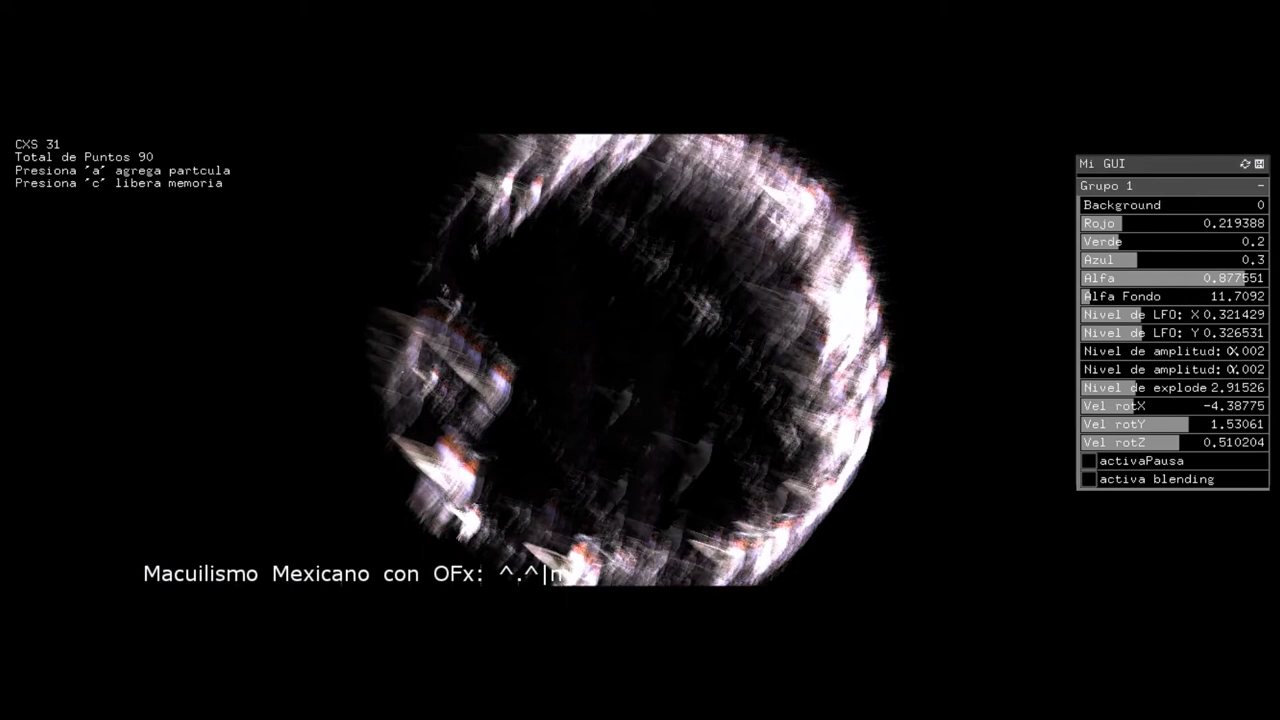 CXS 31
Total de Puntos 90
Presiona ´a´ agrega partcula
Presiona ´c´ libera memoria
Mi GUI
Grupo 1 -
Background 0
Rojo 0.219388
Verde 0.2
Azul 0.3
Alfa 0.877551
Alfa Fondo 11.7092
Nivel de LFO: X 0.321429
Nivel de LFO: Y 0.326531
Nivel de amplitud: X 0.002
Nivel de amplitud: Y 0.002
Nivel de explode 2.91526
Vel rotX -4.38775
Vel rotY 1.53061
Vel rotZ 0.510204
activaPausa
activa blending
Macuilismo Mexicano con OFx: ^.^|n